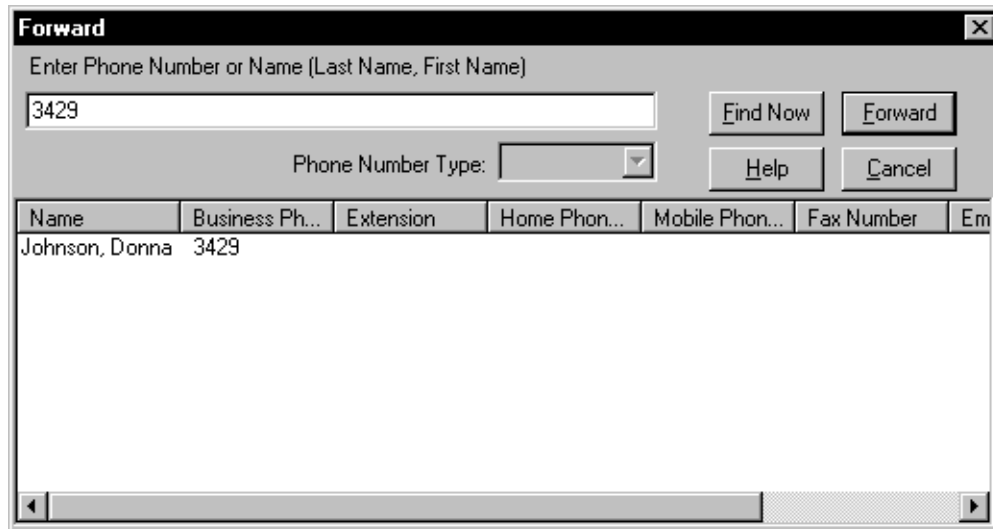 Forward
Enter Phone Number or Name (Last Name, First Name)
3429
Find Now
Forward
Phone Number Type:
Help
Cancel
Name Business Ph... Extension Home Phon... Mobile Phon... Fax Number Em
Johnson, Donna 3429